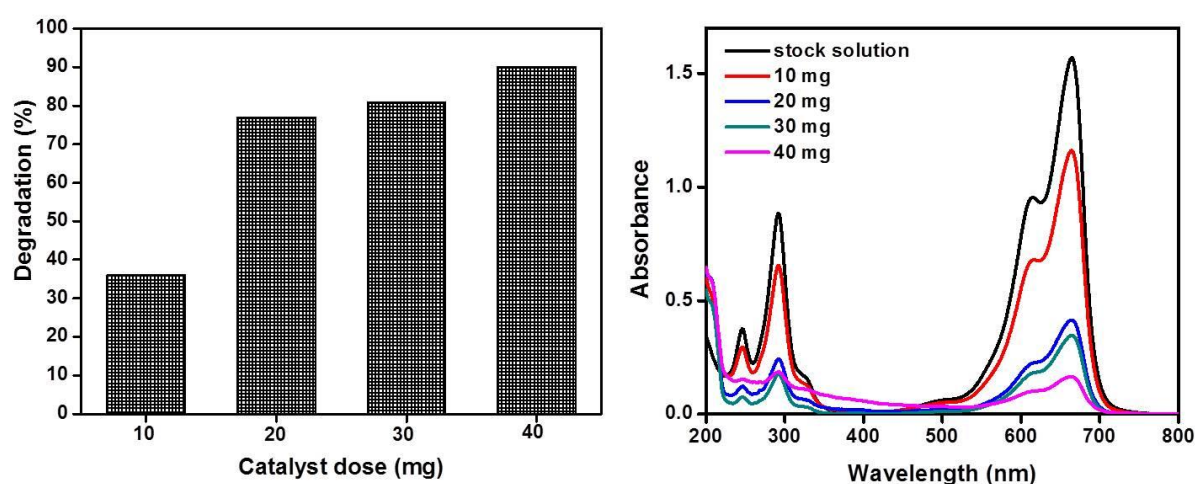 Degradation (%)
100
90
80
70
60
50
40
30
20
10
0
10 20 30 40
Catalyst dose (mg)
Absorbance
1.5
1.0
0.5
0.0
stock solution
10 mg
20 mg
30 mg
40 mg
200 300 400 500 600 700 800
Wavelength (nm)